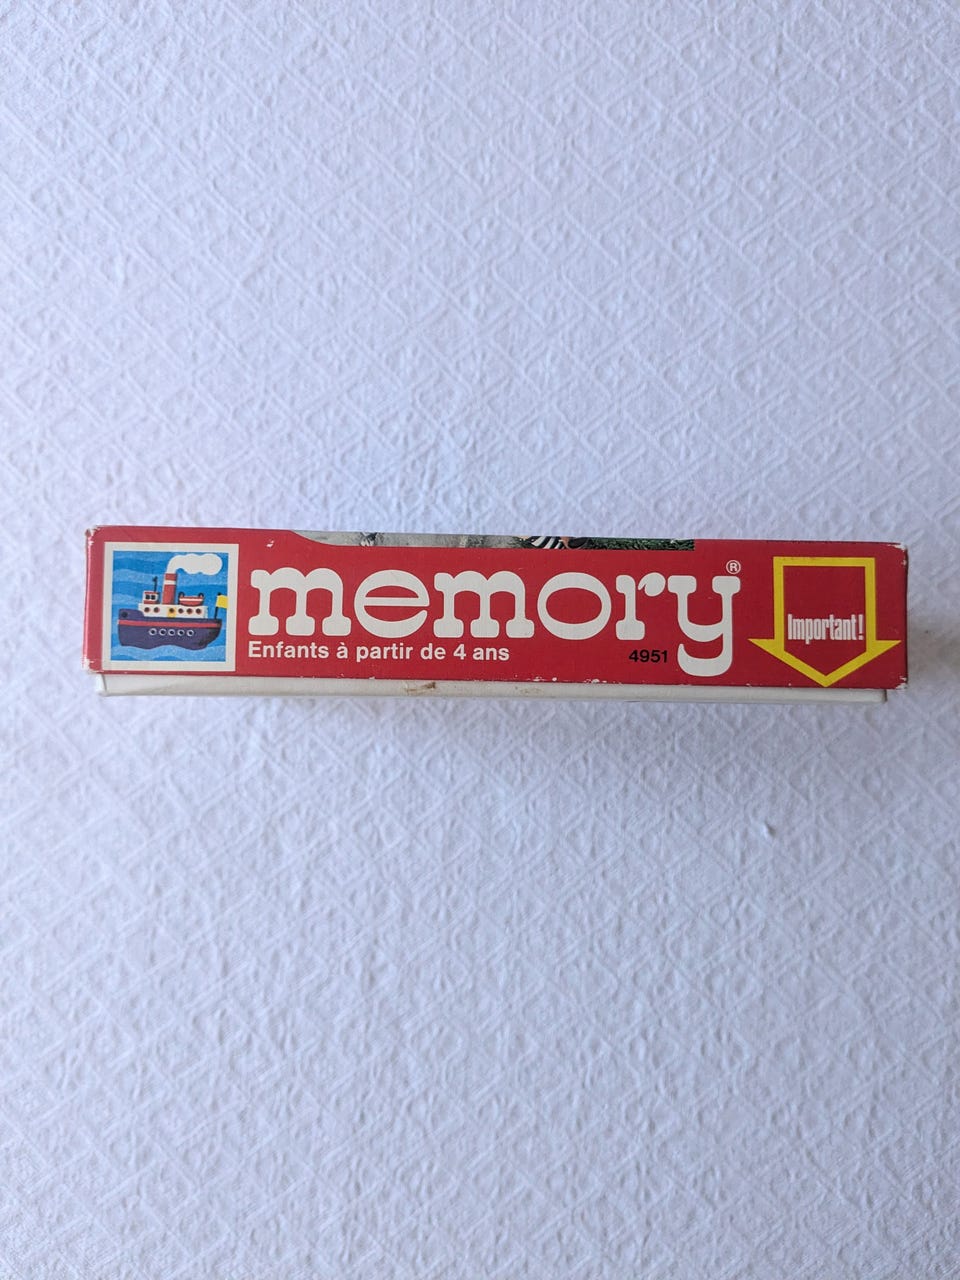 memory®
Enfants à partir de 4 ans
4951
Important!